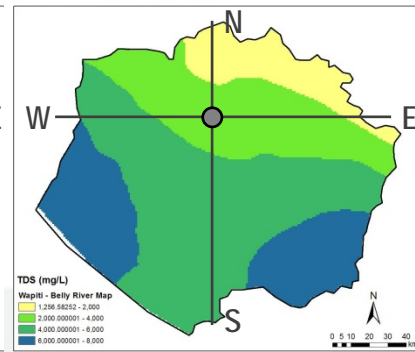 N
W E
S
TDS (mg/L)
Wapiti - Belly River Map
1,256.58252 - 2,000
2,000.000001 - 4,000
4,000.000001 - 6,000
6,000.000001 - 8,000
N
0 5 10 20 30 40
km